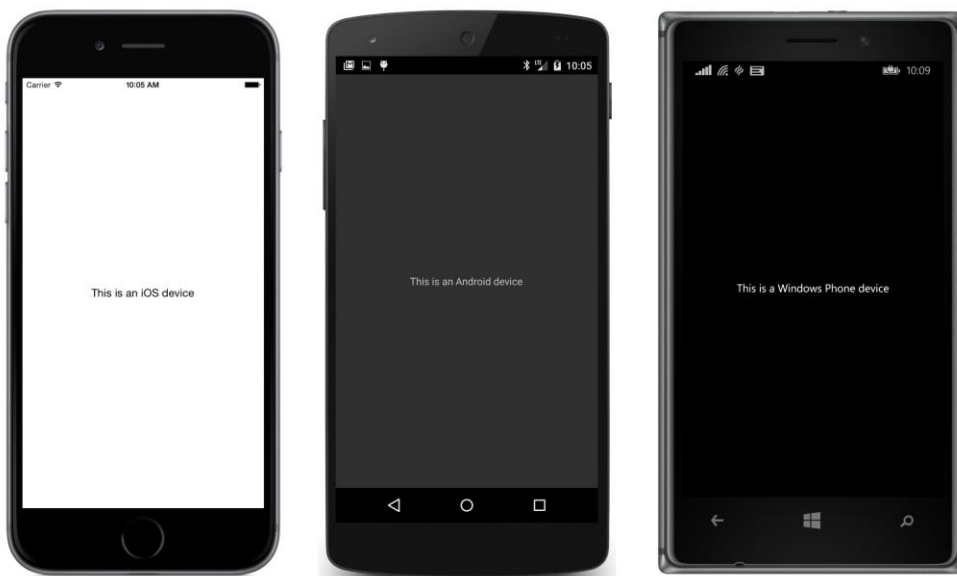 Carrier
10:05 AM
This is an iOS device
10:05
This is an Android device
10:09
This is a Windows Phone device